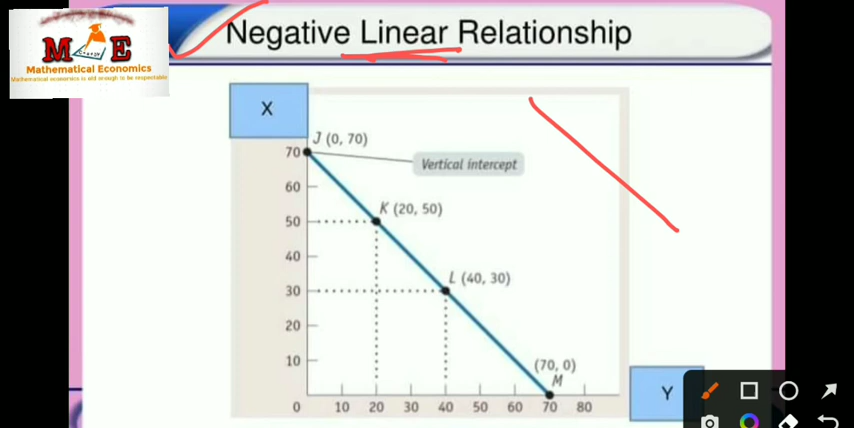 Negative Linear Relationship
M E
Mathematical Economics
Mathematical economics is old enough to be respectable
X
J (0, 70)
70
Vertical intercept
60
K (20, 50)
50
40
L (40, 30)
30
20
(70, 0)
10
M
0 10 20 30 40 50 60 70 80
Y